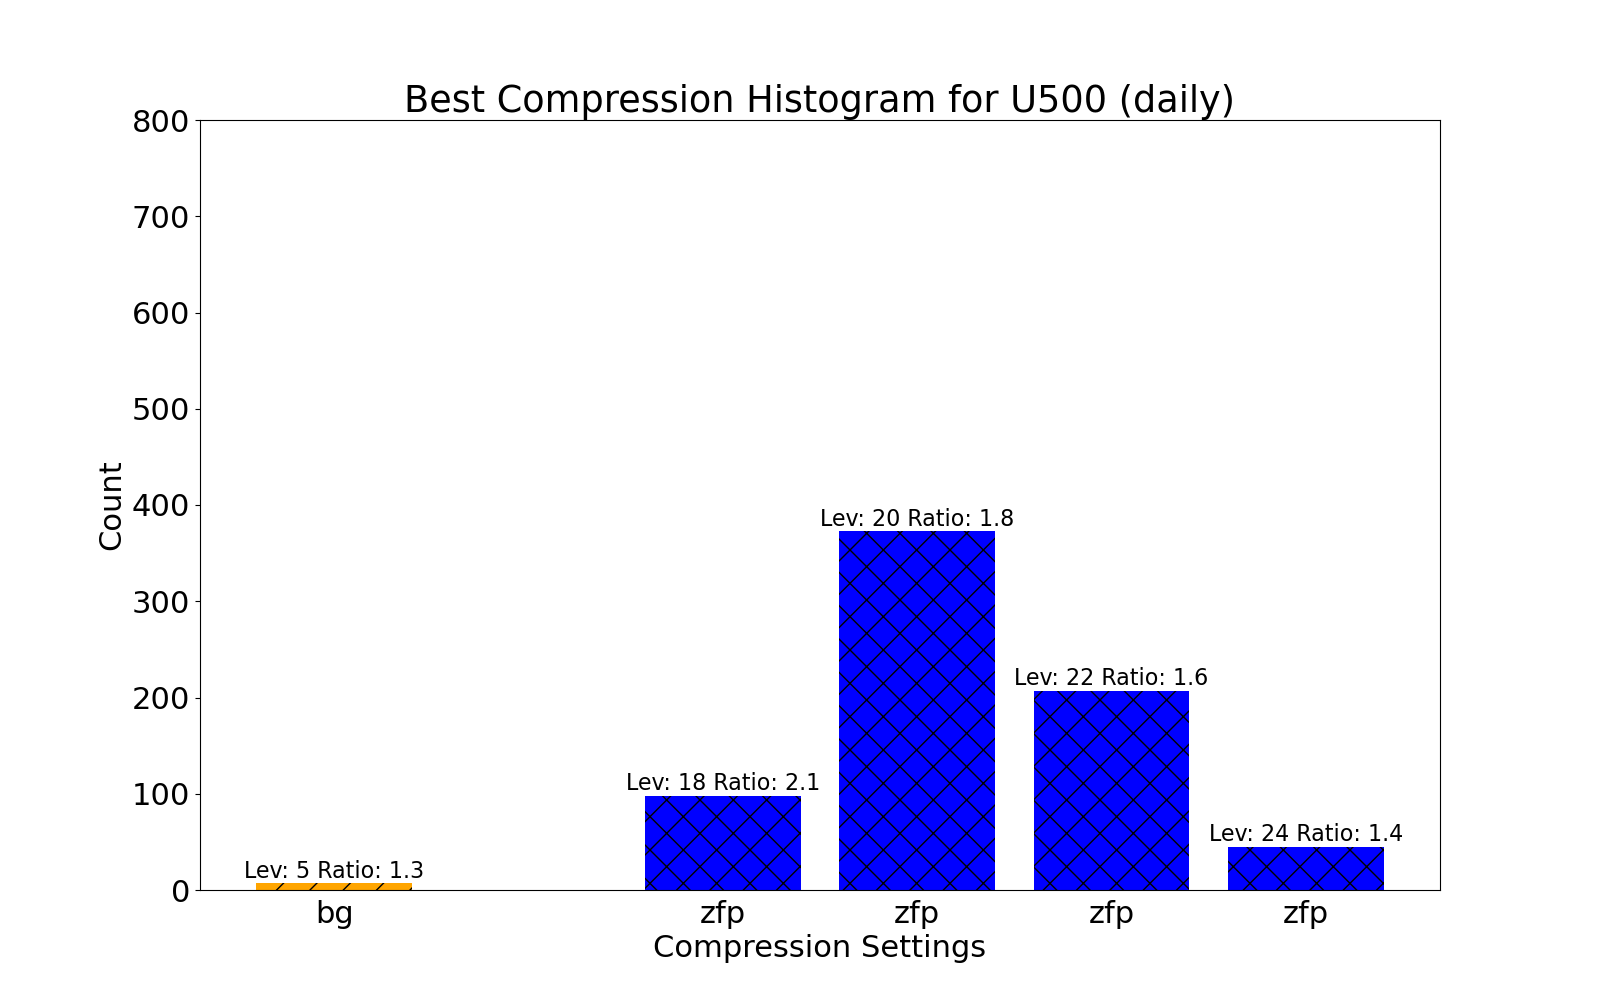 Best Compression Histogram for U500 (daily)
800
700
600
500
400
300
200
100
0
Count
Lev: 5 Ratio: 1.3
Lev: 18 Ratio: 2.1
Lev: 20 Ratio: 1.8
Lev: 22 Ratio: 1.6
Lev: 24 Ratio: 1.4
bg zfp zfp zfp zfp
Compression Settings